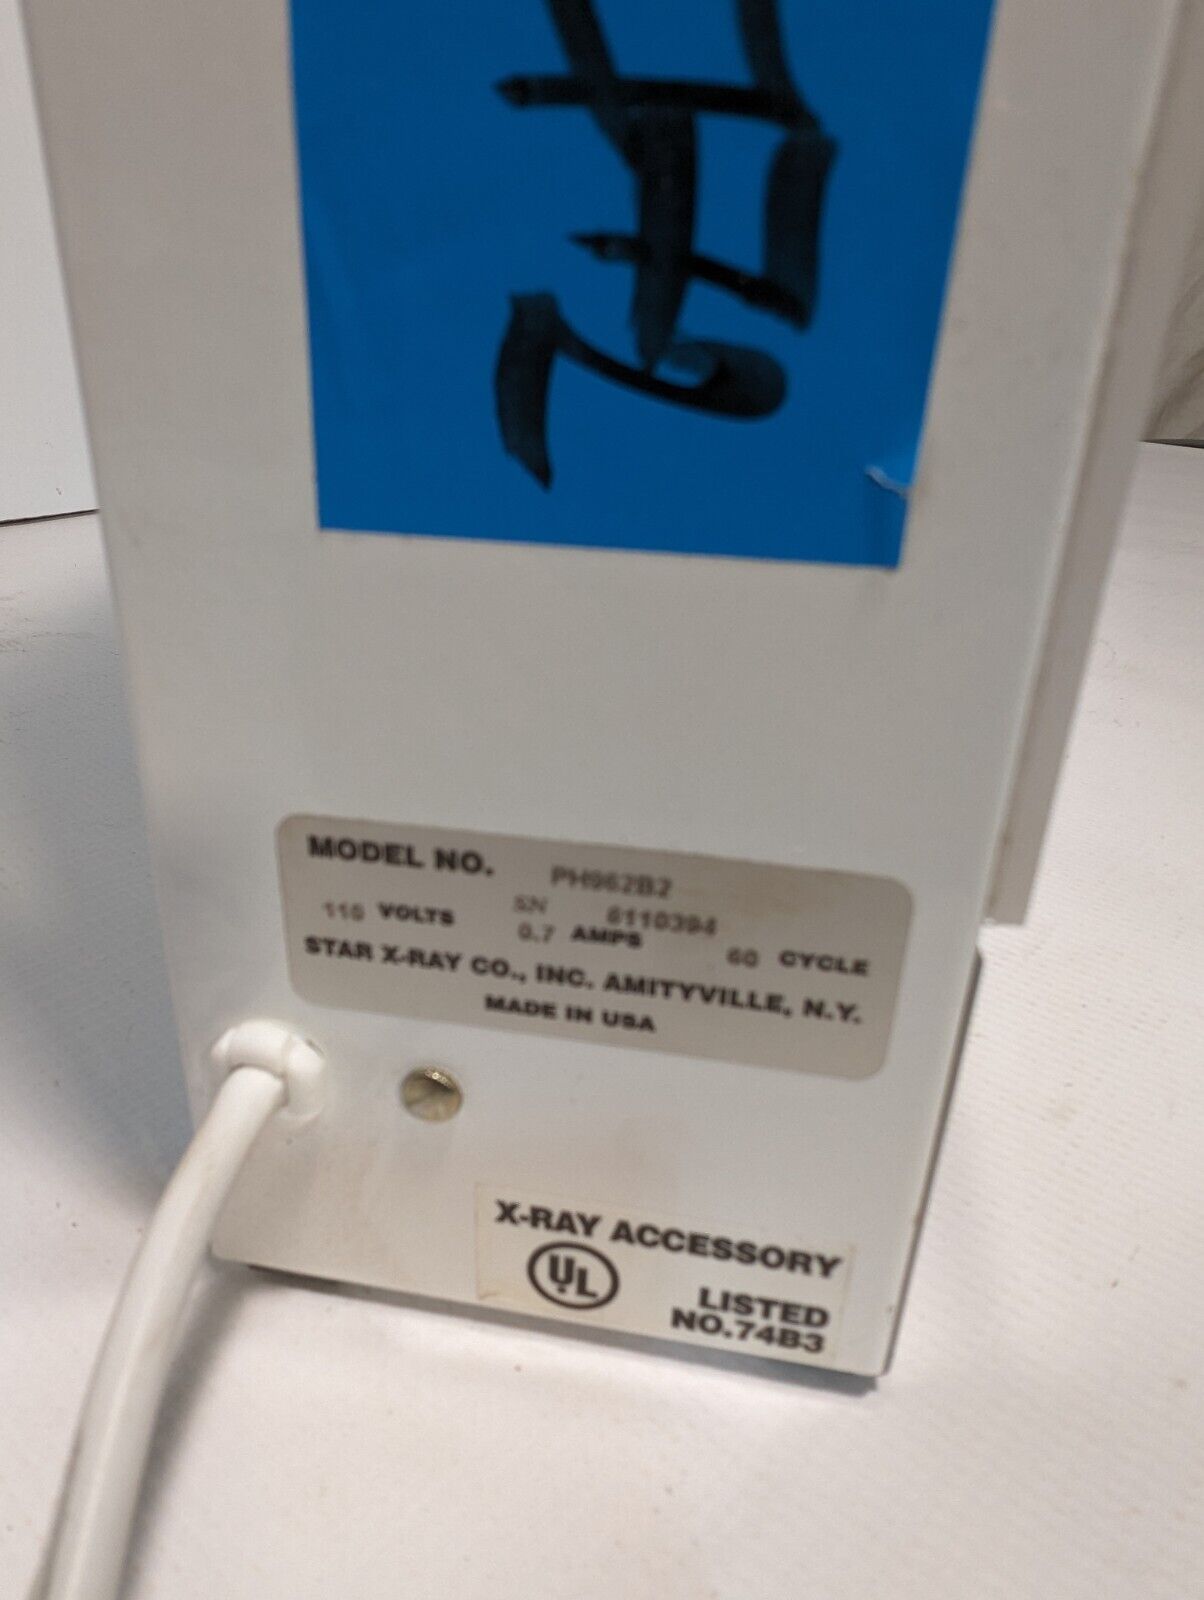 MODEL NO. PH962B2
SN 8110394
115 VOLTS 0.7 AMPS 60 CYCLE
STAR X-RAY CO., INC. AMITYVILLE, N.Y.
MADE IN USA
X-RAY ACCESSORY
UL LISTED
NO.74B3